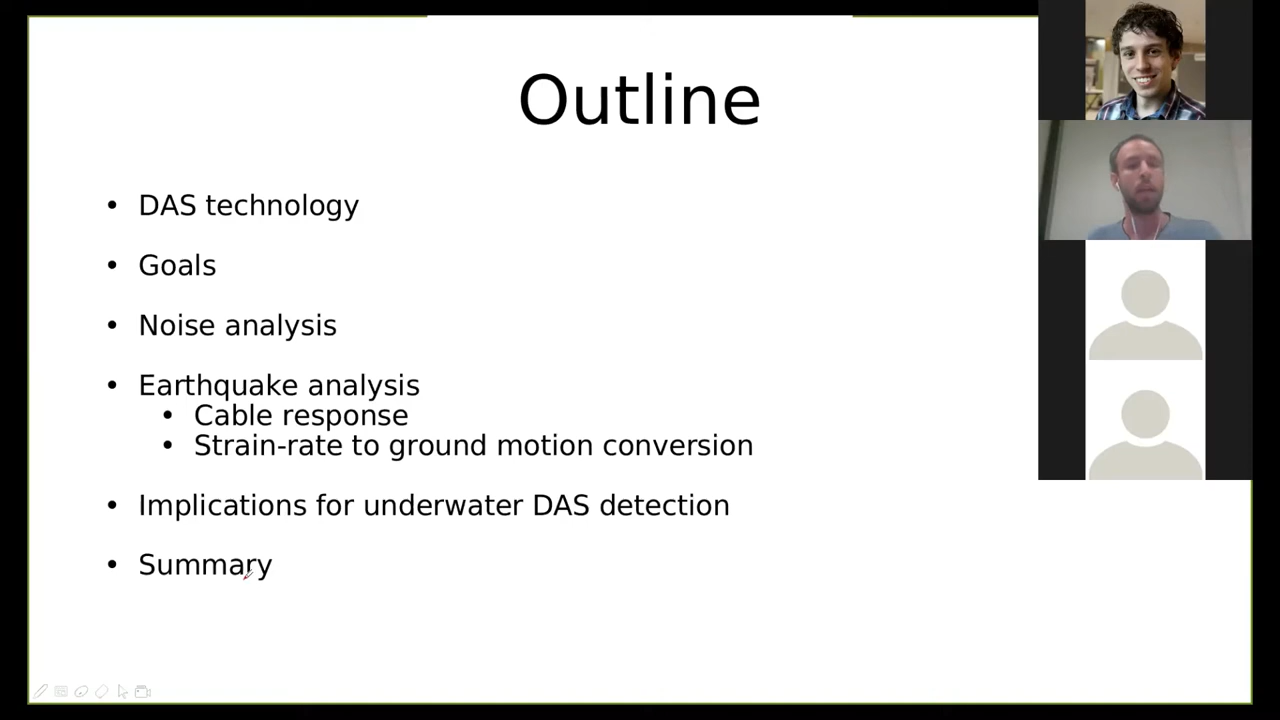 Outline
• DAS technology
• Goals
• Noise analysis
• Earthquake analysis
• Cable response
• Strain-rate to ground motion conversion
• Implications for underwater DAS detection
• Summary